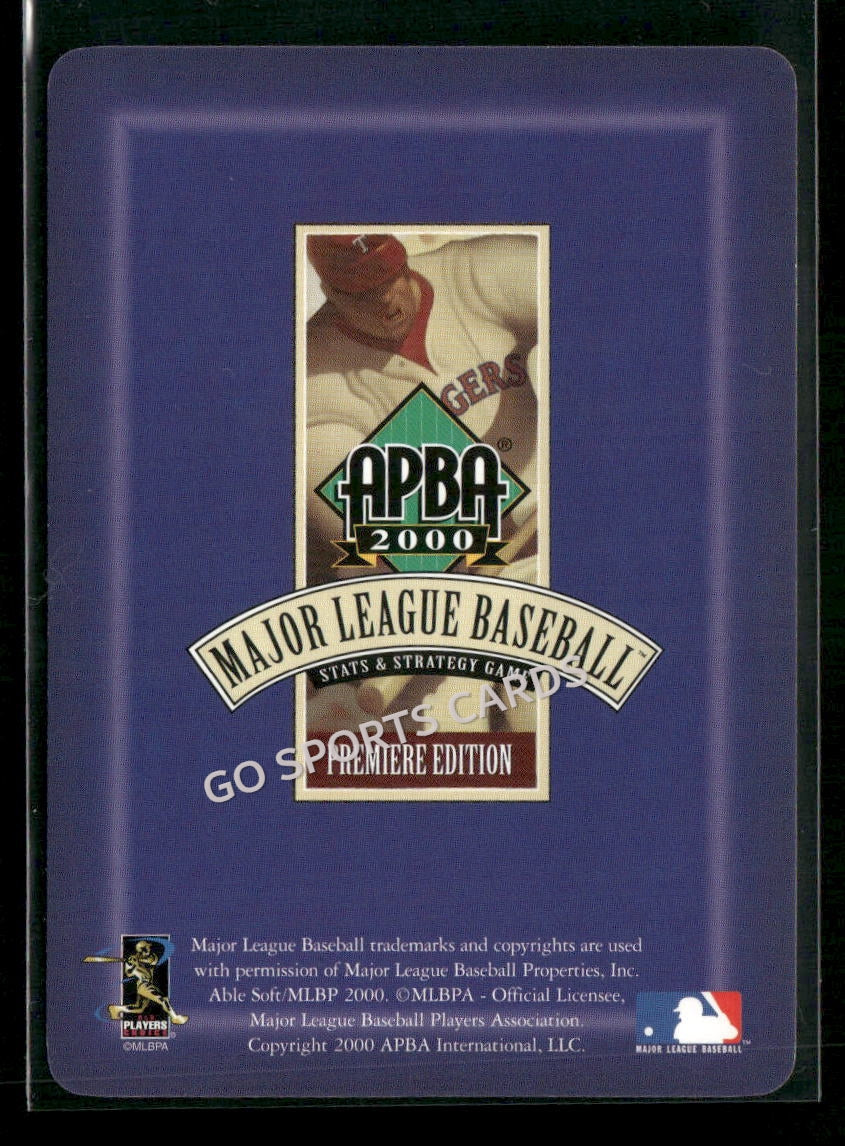 T
GERS
APBA®
2000
MAJOR LEAGUE BASEBALL™
STATS & STRATEGY GAME
GO SPORTS CARDS
PREMIERE EDITION
Major League Baseball trademarks and copyrights are used
with permission of Major League Baseball Properties, Inc.
Able Soft/MLBP 2000. ©MLBPA - Official Licensee,
Major League Baseball Players Association.
Copyright 2000 APBA International, LLC.
PLAYERS
CHOICE
©MLBPA
MAJOR LEAGUE BASEBALL™